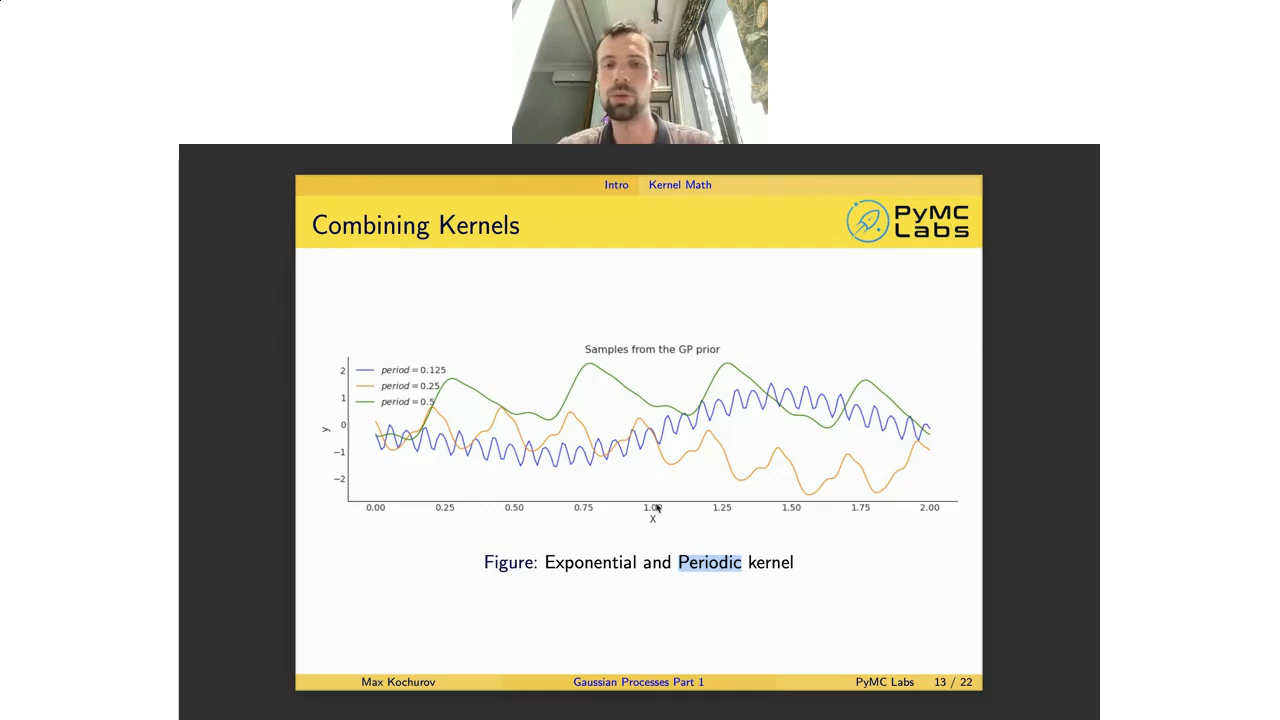 Intro Kernel Math
Combining Kernels
PyMC
Labs
Samples from the GP prior
period = 0.125
period = 0.25
period = 0.5
2
1
0
−1
−2
y
0.00 0.25 0.50 0.75 1.00 1.25 1.50 1.75 2.00
X
Figure: Exponential and Periodic kernel
Max Kochurov Gaussian Processes Part 1 PyMC Labs 13 / 22